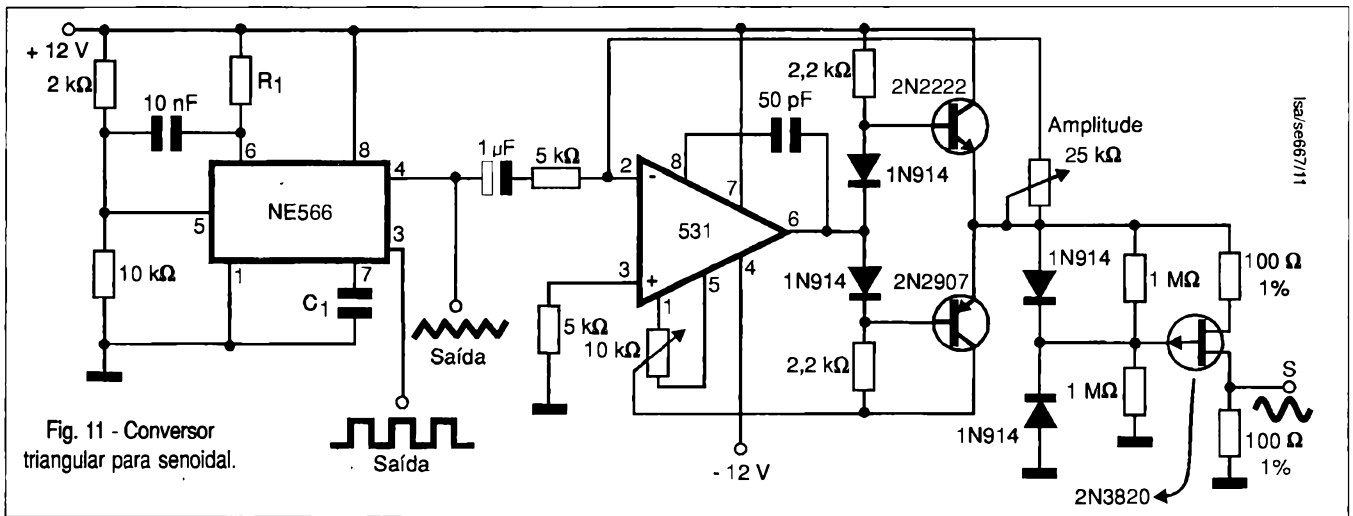 + 12 V
2 kΩ
10 nF
R1
6
8
4
5
NE566
3
1
7
10 kΩ
C1
Saída
Saída
1 µF
5 kΩ
2
-
8
50 pF
7
531
6
3
+
5
4
1
5 kΩ
10 kΩ
- 12 V
2,2 kΩ
2N2222
1N914
1N914
2N2907
2,2 kΩ
Amplitude
25 kΩ
1N914
1 MΩ
100 Ω
1%
1 MΩ
1N914
S
100 Ω
1%
2N3820
Isa/se667/11
Fig. 11 - Conversor
triangular para senoidal.